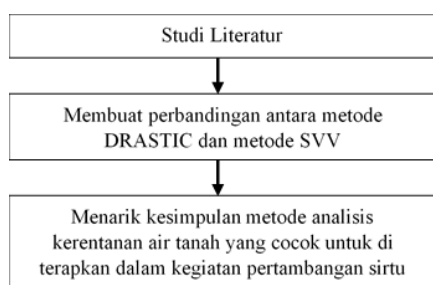 Studi Literatur
Membuat perbandingan antara metode
DRASTIC dan metode SVV
Menarik kesimpulan metode analisis
kerentanan air tanah yang cocok untuk di
terapkan dalam kegiatan pertambangan sirtu